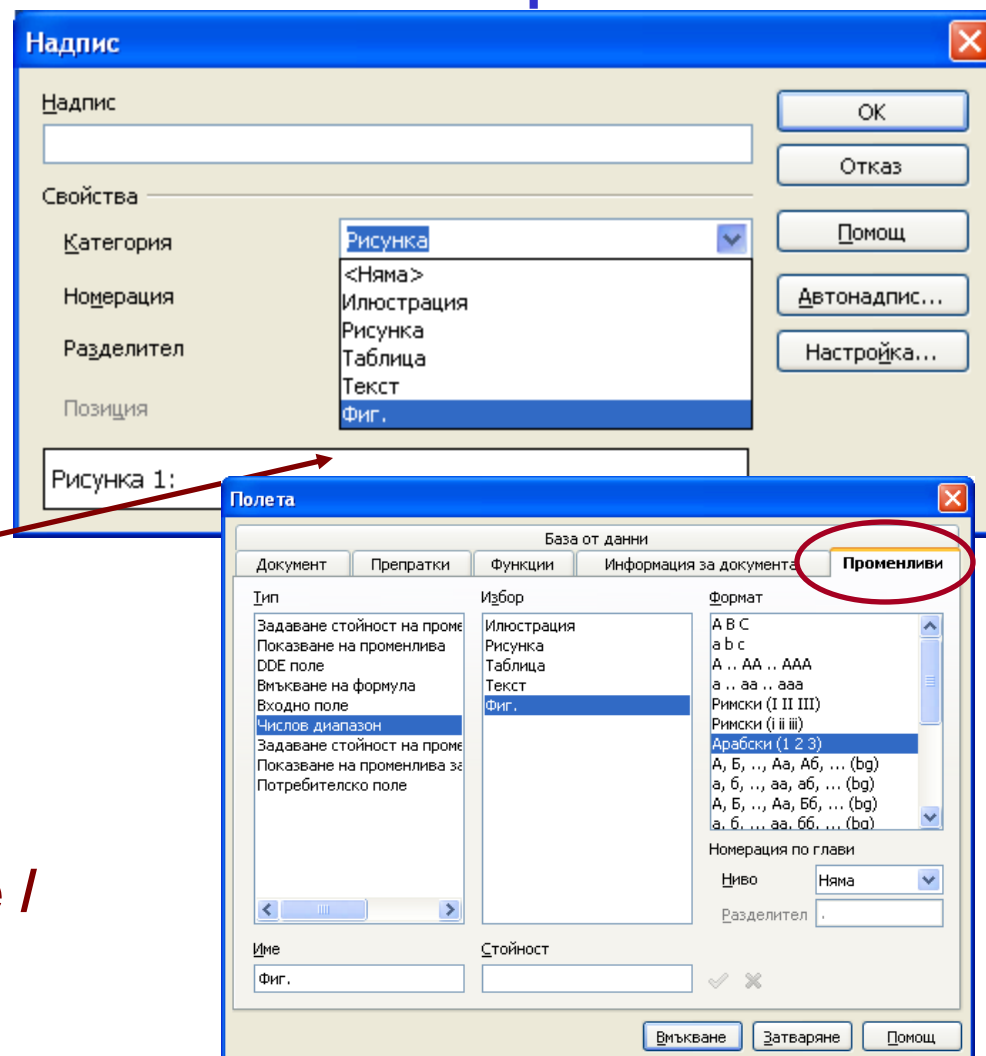 Надпис
Надпис
OK
Отказ
Свойства
Категория
Рисунка
Помощ
<Няма>
Номерация
Илюстрация
Автонадпис...
Рисунка
Разделител
Таблица
Настройка...
Текст
Позиция
Фиг.
Рисунка 1:
Полета
База от данни
Документ
Препратки
Функции
Информация за документа
Променливи
Тип
Избор
Формат
Задаване стойност на проме
Показване на променлива
DDE поле
Вмъкване на формула
Входно поле
Числов диапазон
Задаване стойност на проме
Показване на променлива за
Потребителско поле
Илюстрация
Рисунка
Таблица
Текст
Фиг.
A B C
a b c
A .. AA .. AAA
a .. aa .. aaa
Римски (I II III)
Римски (i ii iii)
Арабски (1 2 3)
А, Б, .., Аа, Аб, ... (bg)
а, б, .., аа, аб, ... (bg)
А, Б, .., Аа, Бб, ... (bg)
а, б, .., аа, бб, ... (bg)
Номерация по глави
Ниво
Няма
Разделител
.
Име
Стойност
Фиг.
Вмъкване
Затваряне
Помощ
/